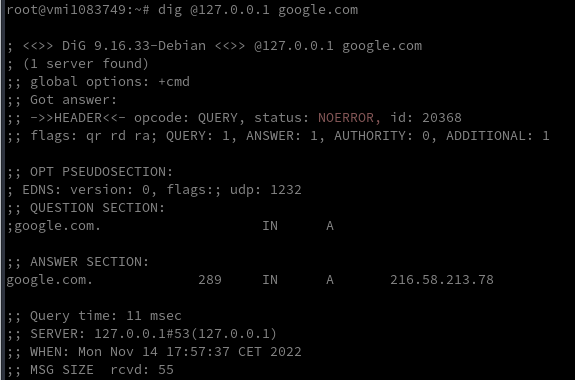 root@vmi1083749:~# dig @127.0.0.1 google.com
; <<>> DiG 9.16.33-Debian <<>> @127.0.0.1 google.com
; (1 server found)
;; global options: +cmd
;; Got answer:
;; ->>HEADER<<- opcode: QUERY, status: NOERROR, id: 20368
;; flags: qr rd ra; QUERY: 1, ANSWER: 1, AUTHORITY: 0, ADDITIONAL: 1
;; OPT PSEUDOSECTION:
; EDNS: version: 0, flags:; udp: 1232
;; QUESTION SECTION:
;google.com. IN A
;; ANSWER SECTION:
google.com. 289 IN A 216.58.213.78
;; Query time: 11 msec
;; SERVER: 127.0.0.1#53(127.0.0.1)
;; WHEN: Mon Nov 14 17:57:37 CET 2022
;; MSG SIZE rcvd: 55